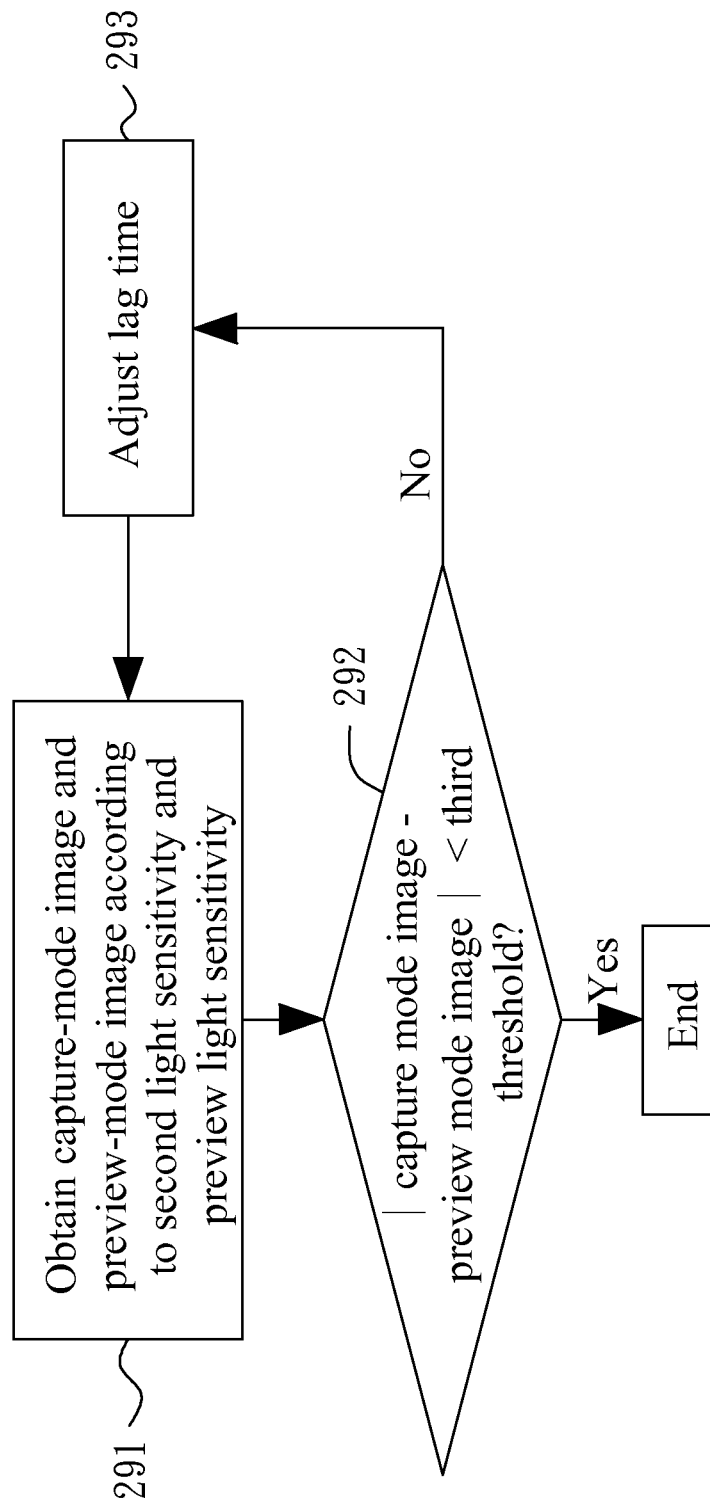 291
Obtain capture-mode image and
preview-mode image according
to second light sensitivity and
preview light sensitivity
293
Adjust lag time
292
| capture mode image -
preview mode image | < third
threshold?
No
Yes
End